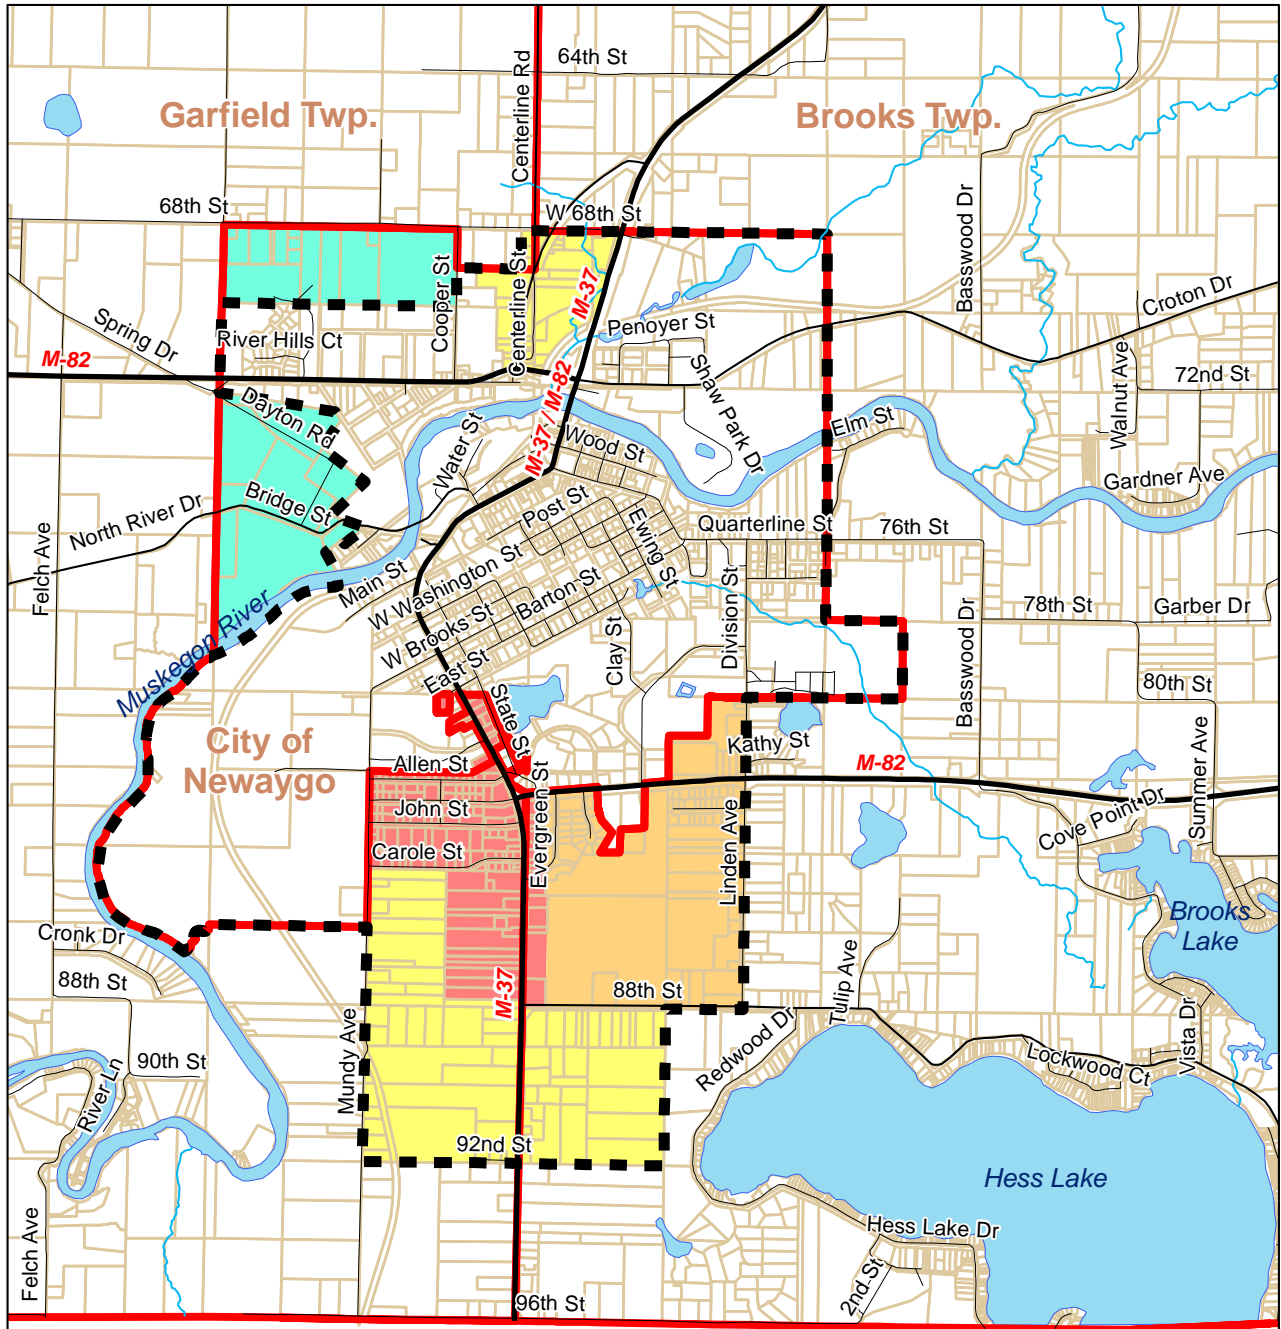 64th St
Centerline Rd
Garfield Twp.
Brooks Twp.
68th St
W 68th St
Basswood Dr
Cooper St
Centerline St
M-37
Croton Dr
Spring Dr
River Hills Ct
Penoyer St
M-82
Walnut Ave
72nd St
Shaw Park Dr
M-37 / M-82
Dayton Rd
Water St
Wood St
Elm St
Gardner Ave
Bridge St
North River Dr
Post St
Ewing St
Quarterline St
76th St
Felch Ave
Main St
W Washington St
Barton St
Division St
78th St
Garber Dr
Muskegon River
W Brooks St
Clay St
East St
Basswood Dr
80th St
State St
City of
Newaygo
Kathy St
Allen St
M-82
Summer Ave
John St
Evergreen St
Linden Ave
Cove Point Dr
Carole St
Brooks
Lake
Cronk Dr
88th St
88th St
M-37
Tulip Ave
Redwood Dr
Vista Dr
Lockwood Ct
90th St
River Ln
Mundy Ave
92nd St
Hess Lake
Felch Ave
Hess Lake Dr
2nd St
96th St